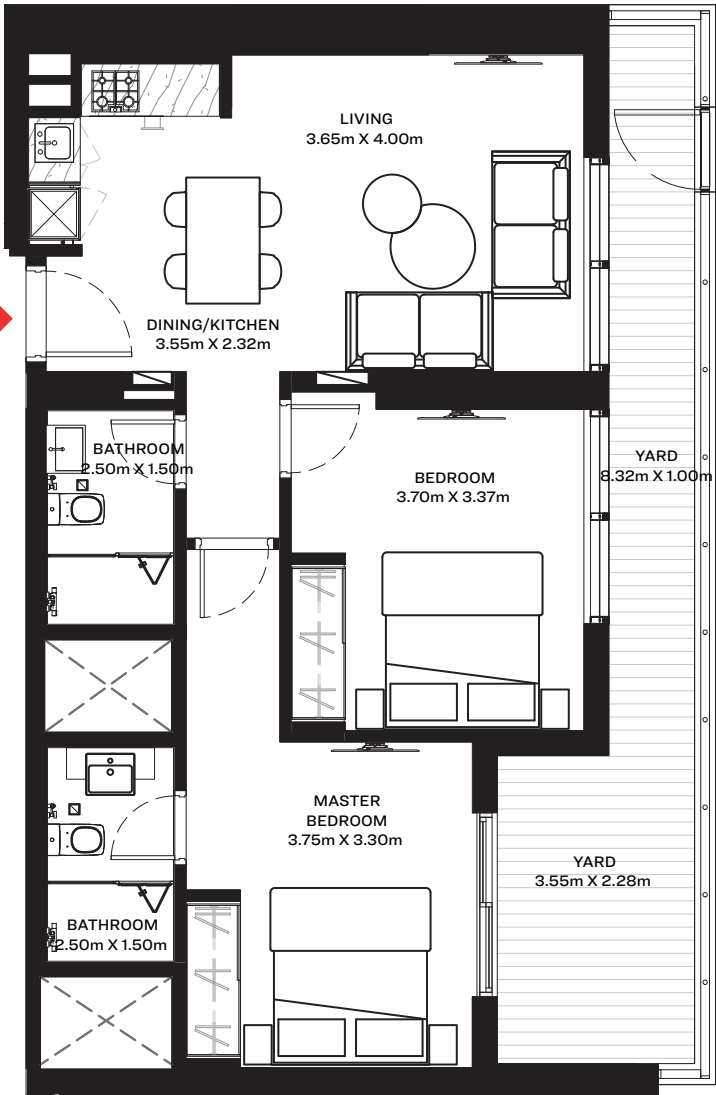 LIVING
3.65m X 4.00m
DINING/KITCHEN
3.55m X 2.32m
BATHROOM
2.50m X 1.50m
BEDROOM
3.70m X 3.37m
YARD
8.32m X 1.00m
MASTER
BEDROOM
3.75m X 3.30m
YARD
3.55m X 2.28m
BATHROOM
2.50m X 1.50m